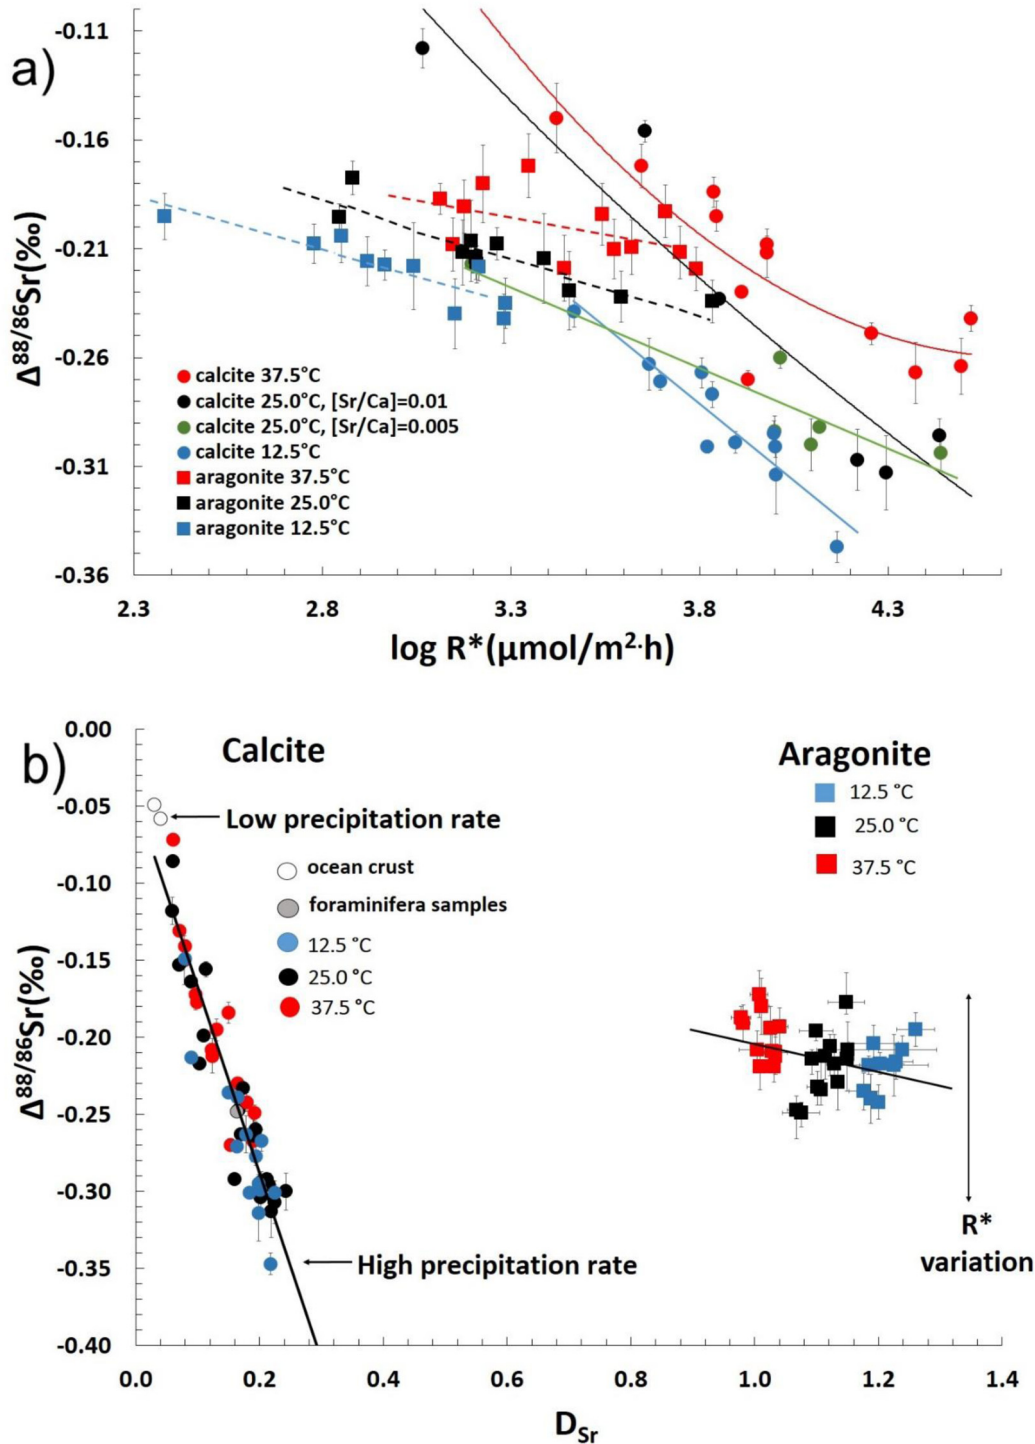 a)
-0.11
-0.16
-0.21
-0.26
-0.31
-0.36
Δ88/86Sr(‰)
calcite 37.5°C
calcite 25.0°C, [Sr/Ca]=0.01
calcite 25.0°C, [Sr/Ca]=0.005
calcite 12.5°C
aragonite 37.5°C
aragonite 25.0°C
aragonite 12.5°C
2.3 2.8 3.3 3.8 4.3
log R*(μmol/m²·h)
b)
0.00
-0.05
-0.10
-0.15
-0.20
-0.25
-0.30
-0.35
-0.40
Δ88/86Sr(‰)
Calcite
Low precipitation rate
ocean crust
foraminifera samples
12.5 °C
25.0 °C
37.5 °C
High precipitation rate
Aragonite
12.5 °C
25.0 °C
37.5 °C
R*
variation
0.0 0.2 0.4 0.6 0.8 1.0 1.2 1.4
DSr